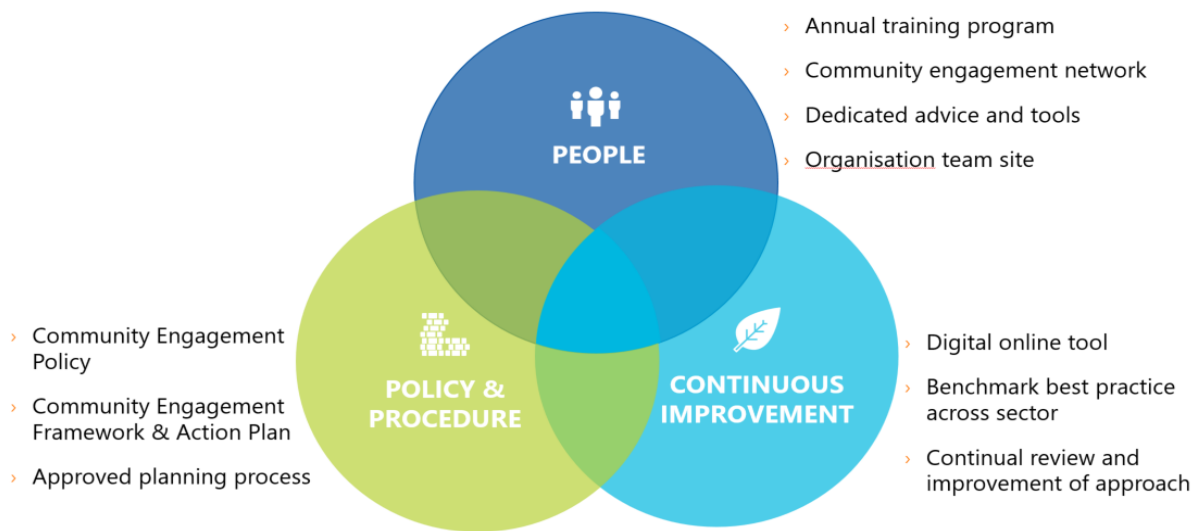 Annual training program
Community engagement network
Dedicated advice and tools
Organisation team site
PEOPLE
Community Engagement
Policy
Community Engagement
Framework & Action Plan
Approved planning process
POLICY &
PROCEDURE
CONTINUOUS
IMPROVEMENT
Digital online tool
Benchmark best practice
across sector
Continual review and
improvement of approach